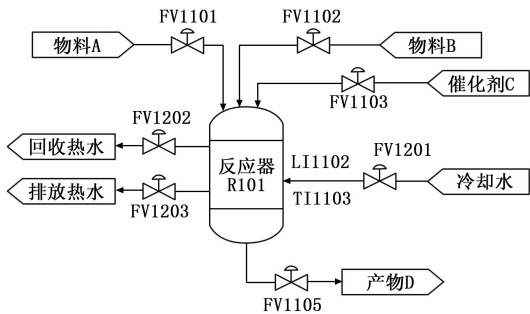 FV1101
FV1102
物料A
物料B
催化剂C
FV1103
FV1202
回收热水
反应器
R101
LI1102
FV1201
排放热水
FV1203
TI1103
冷却水
产物D
FV1105